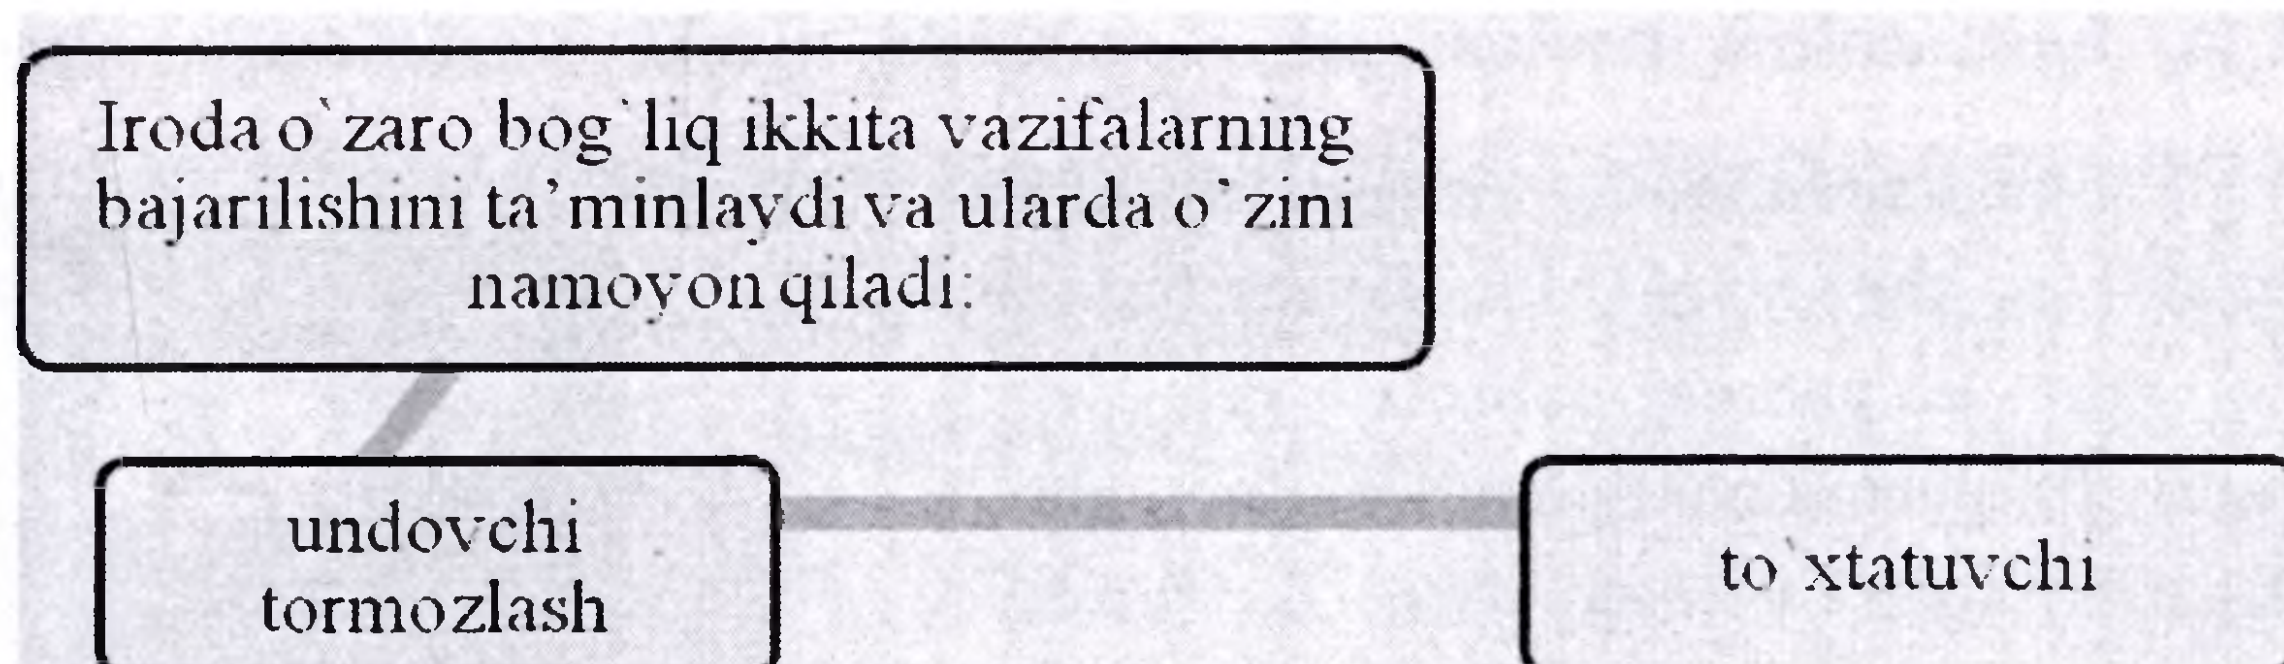 Iroda o`zaro bog`liq ikkita vazifalarning
bajarilishini ta’minlaydi va ularda o`zini
namoyon qiladi:
undovchi
tormozlash
to`xtatuvchi